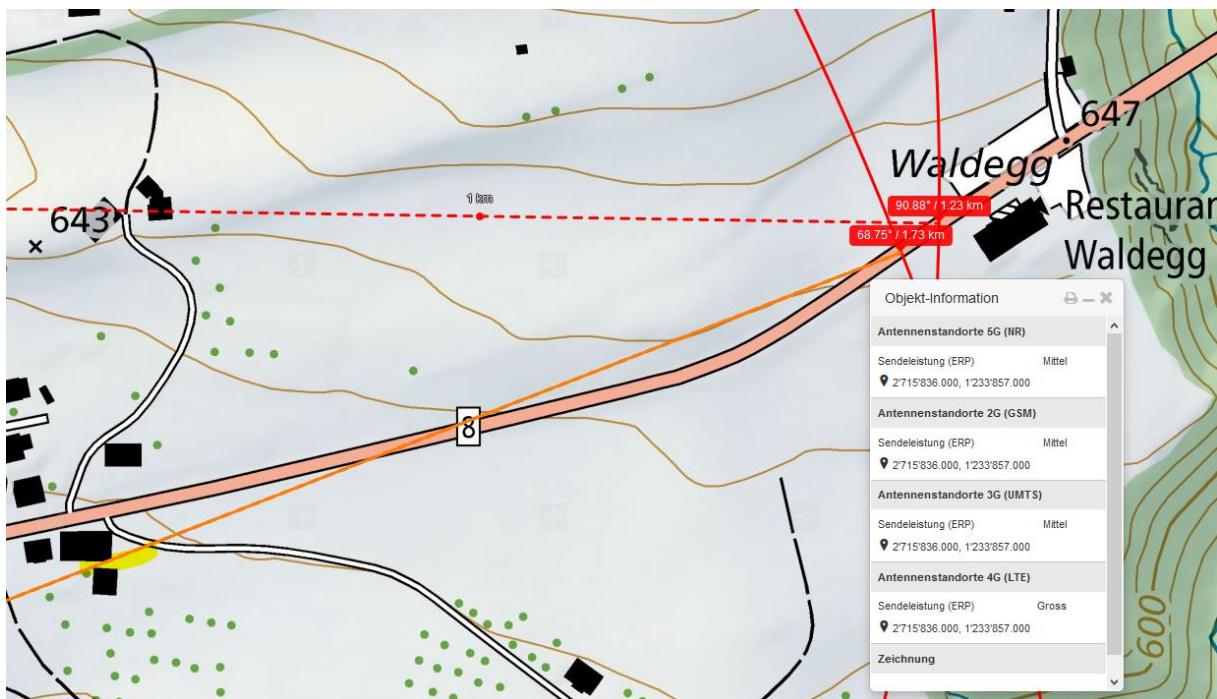 647
Waldegg
1 km
90.88° / 1.23 km
643
Restauran
Waldegg
68.75° / 1.73 km
Objekt-Information
Antennenstandorte 5G (NR)
Sendeleistung (ERP) Mittel
2'715'836.000, 1'233'857.000
Antennenstandorte 2G (GSM)
Sendeleistung (ERP) Mittel
2'715'836.000, 1'233'857.000
8
Antennenstandorte 3G (UMTS)
Sendeleistung (ERP) Mittel
2'715'836.000, 1'233'857.000
Antennenstandorte 4G (LTE)
Sendeleistung (ERP) Gross
2'715'836.000, 1'233'857.000
Zeichnung
600